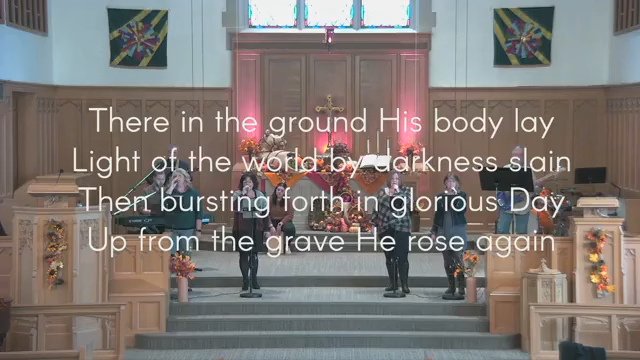 There in the ground His body lay
Light of the world by darkness slain
Then bursting forth in glorious Day
Up from the grave He rose again